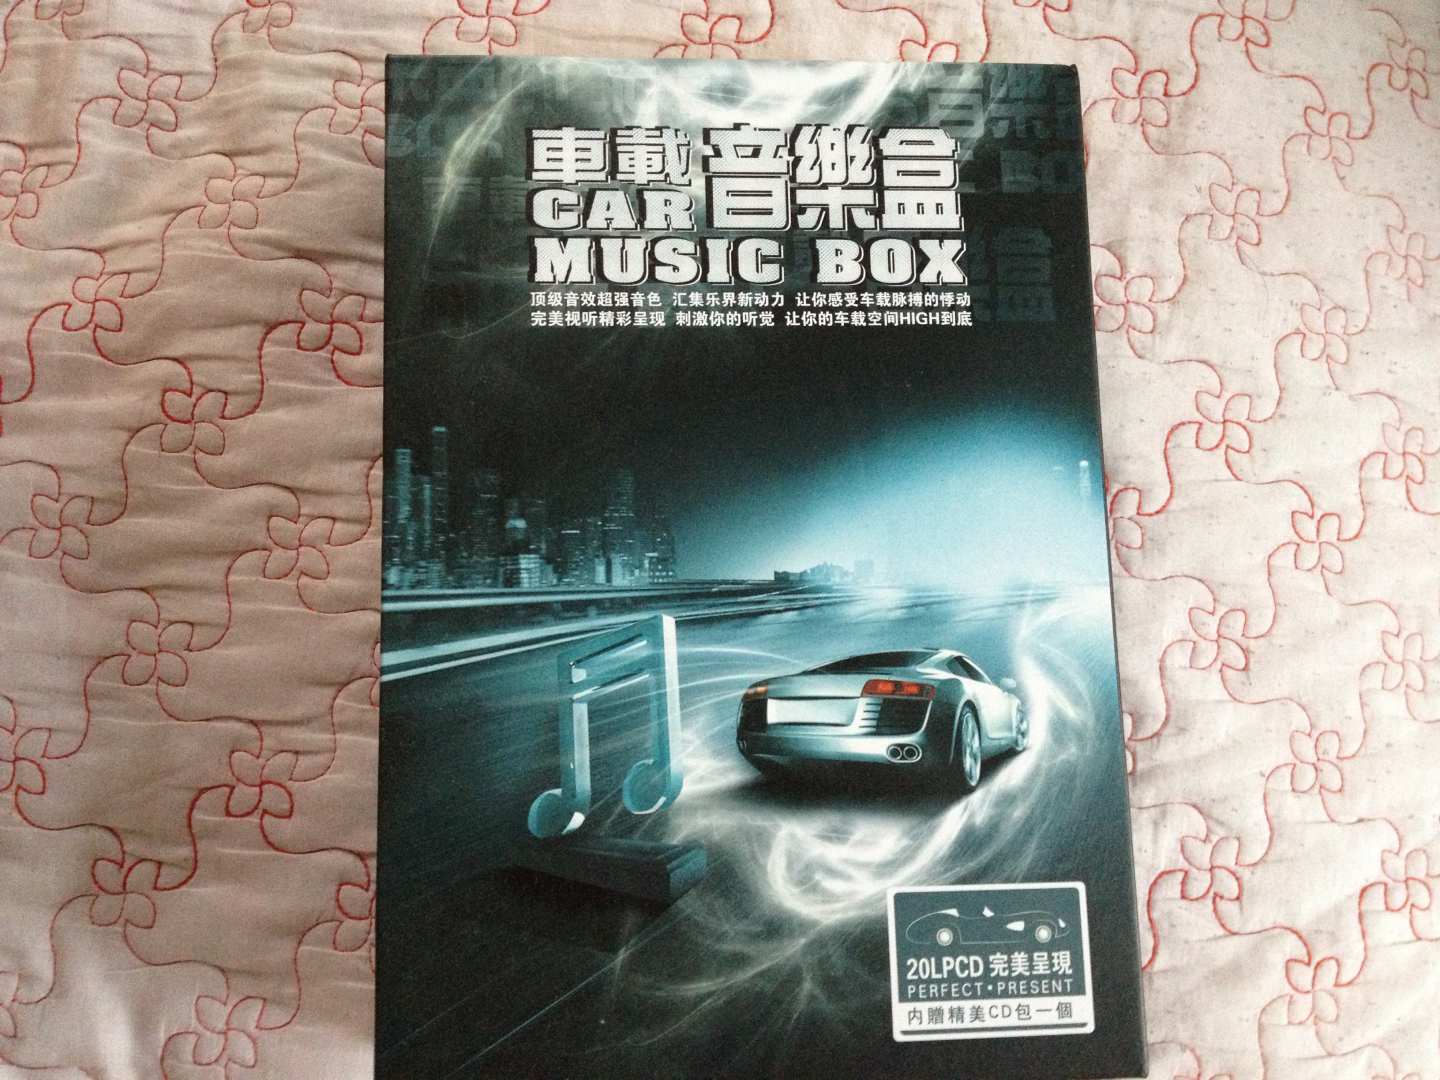 車載音樂盒
CAR
MUSIC BOX
顶级音效超强音色 汇集乐界新动力 让你感受车载脉搏的悸动
完美视听精彩呈现 刺激你的听觉 让你的车载空间HIGH到底
20LPCD 完美呈現
PERFECT·PRESENT
内贈精美CD包一個